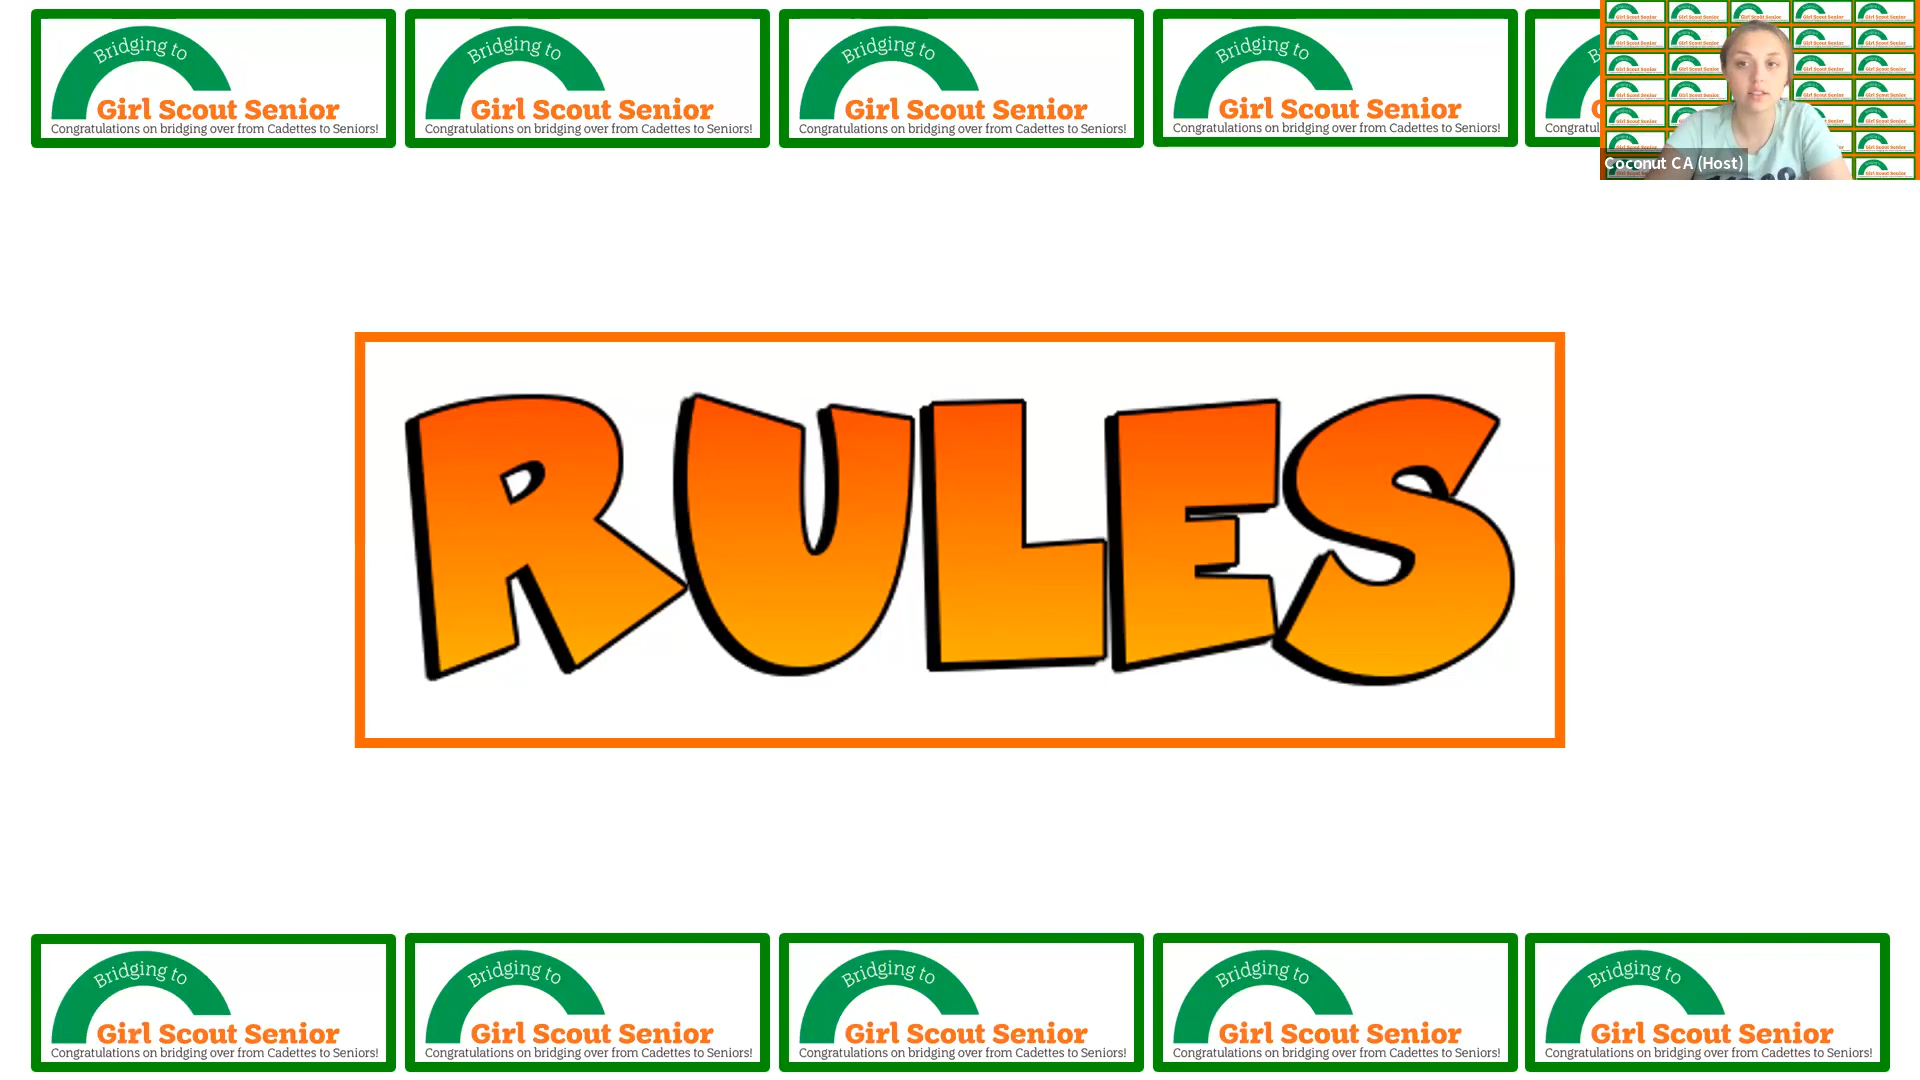 Bridging to
Girl Scout Senior
Congratulations on bridging over from Cadettes to Seniors!
Bridging to
Girl Scout Senior
Congratulations on bridging over from Cadettes to Seniors!
Bridging to
Girl Scout Senior
Congratulations on bridging over from Cadettes to Seniors!
Bridging to
Girl Scout Senior
Congratulations on bridging over from Cadettes to Seniors!
Coconut CA (Host)
RULES
Bridging to
Girl Scout Senior
Congratulations on bridging over from Cadettes to Seniors!
Bridging to
Girl Scout Senior
Congratulations on bridging over from Cadettes to Seniors!
Bridging to
Girl Scout Senior
Congratulations on bridging over from Cadettes to Seniors!
Bridging to
Girl Scout Senior
Congratulations on bridging over from Cadettes to Seniors!
Bridging to
Girl Scout Senior
Congratulations on bridging over from Cadettes to Seniors!